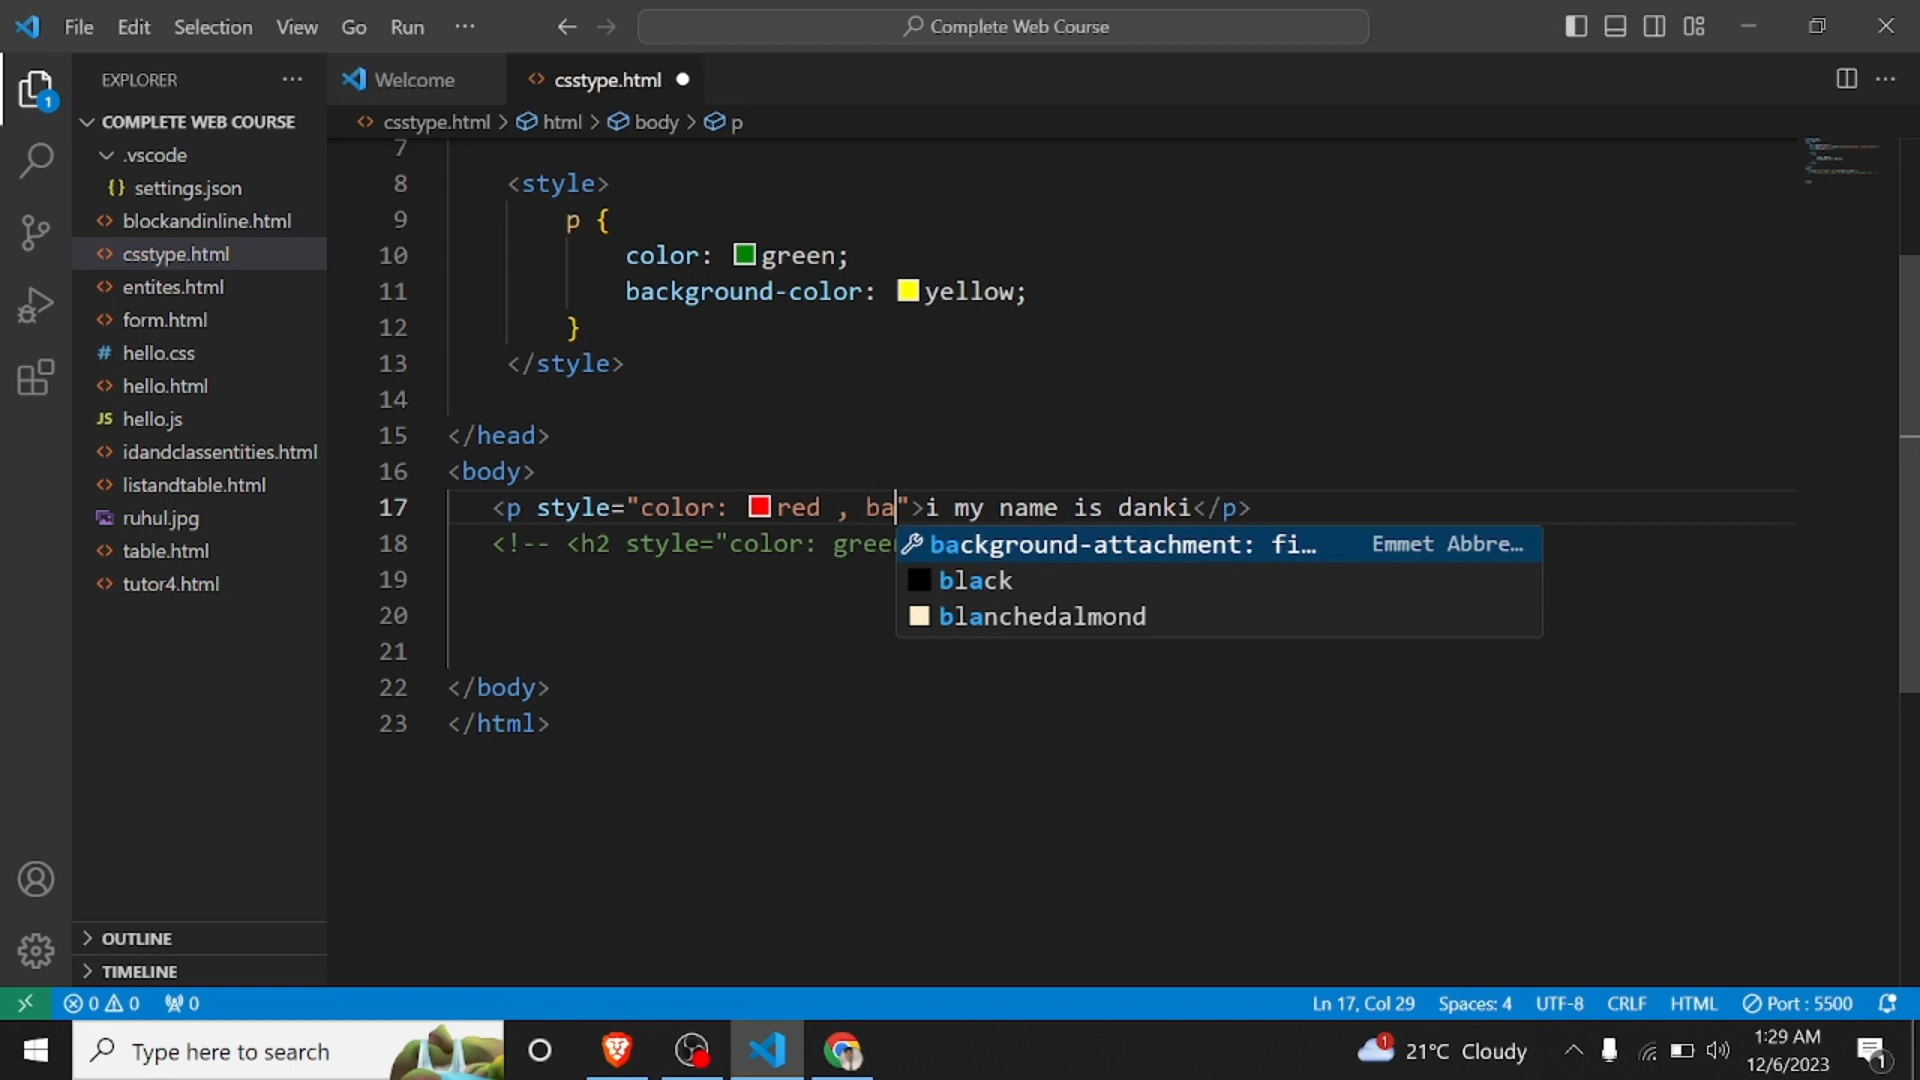 File Edit Selection View Go Run ··· Complete Web Course
EXPLORER ···
Welcome
csstype.html
COMPLETE WEB COURSE
csstype.html > html > body > p
.vscode
{} settings.json
<> blockandinline.html
<> csstype.html
<> entites.html
<> form.html
# hello.css
<> hello.html
JS hello.js
<> idandclassentities.html
<> listandtable.html
ruhul.jpg
<> table.html
<> tutor4.html
OUTLINE
TIMELINE
7
8 <style>
9 p {
10 color: green;
11 background-color: yellow;
12 }
13 </style>
14
15 </head>
16 <body>
17 <p style="color: red , ba">i my name is danki</p>
18 <!-- <h2 style="color: gree
background-attachment: fi… Emmet Abbre…
19 black
20 blanchedalmond
21
22 </body>
23 </html>
1
0 0 0 Ln 17, Col 29 Spaces: 4 UTF-8 CRLF HTML Port : 5500
Type here to search
1
21°C Cloudy
1:29 AM
12/6/2023
1